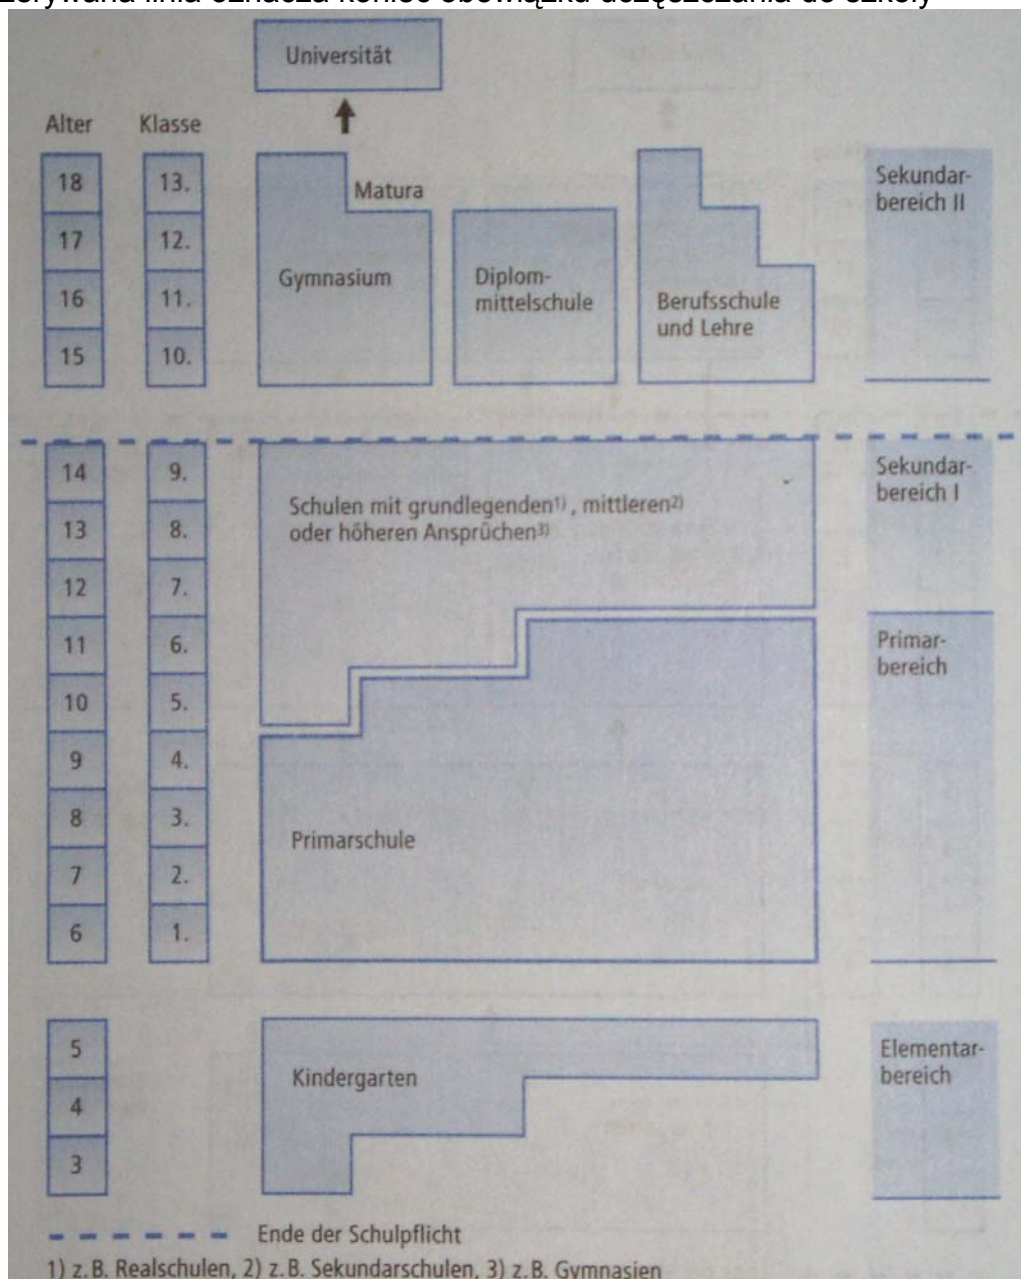 zerywana linia oznacza koniec obowiązku uczęszczania do szkoły
Universität
Alter Klasse
18 13.
17 12.
16 11.
15 10.
Matura
Gymnasium
Diplom-
mittelschule
Berufsschule
und Lehre
Sekundar-
bereich II
14 9.
13 8.
12 7.
11 6.
10 5.
9 4.
8 3.
7 2.
6 1.
Schulen mit grundlegenden¹⁾, mittleren²⁾
oder höheren Ansprüchen³⁾
Sekundar-
bereich I
Primar-
bereich
Primarschule
5
4
3
Kindergarten
Elementar-
bereich
Ende der Schulpflicht
1) z.B. Realschulen, 2) z.B. Sekundarschulen, 3) z.B. Gymnasien